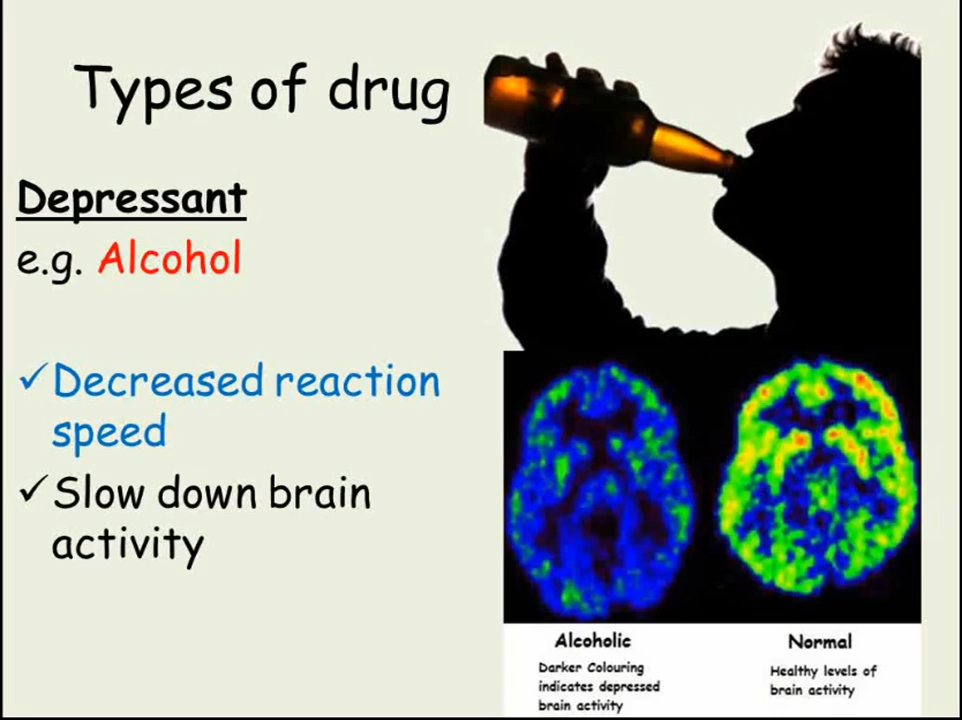 Types of drug
Depressant
e.g. Alcohol
✓Decreased reaction
speed
✓Slow down brain
activity
Alcoholic
Darker Colouring
indicates depressed
brain activity
Normal
Healthy levels of
brain activity